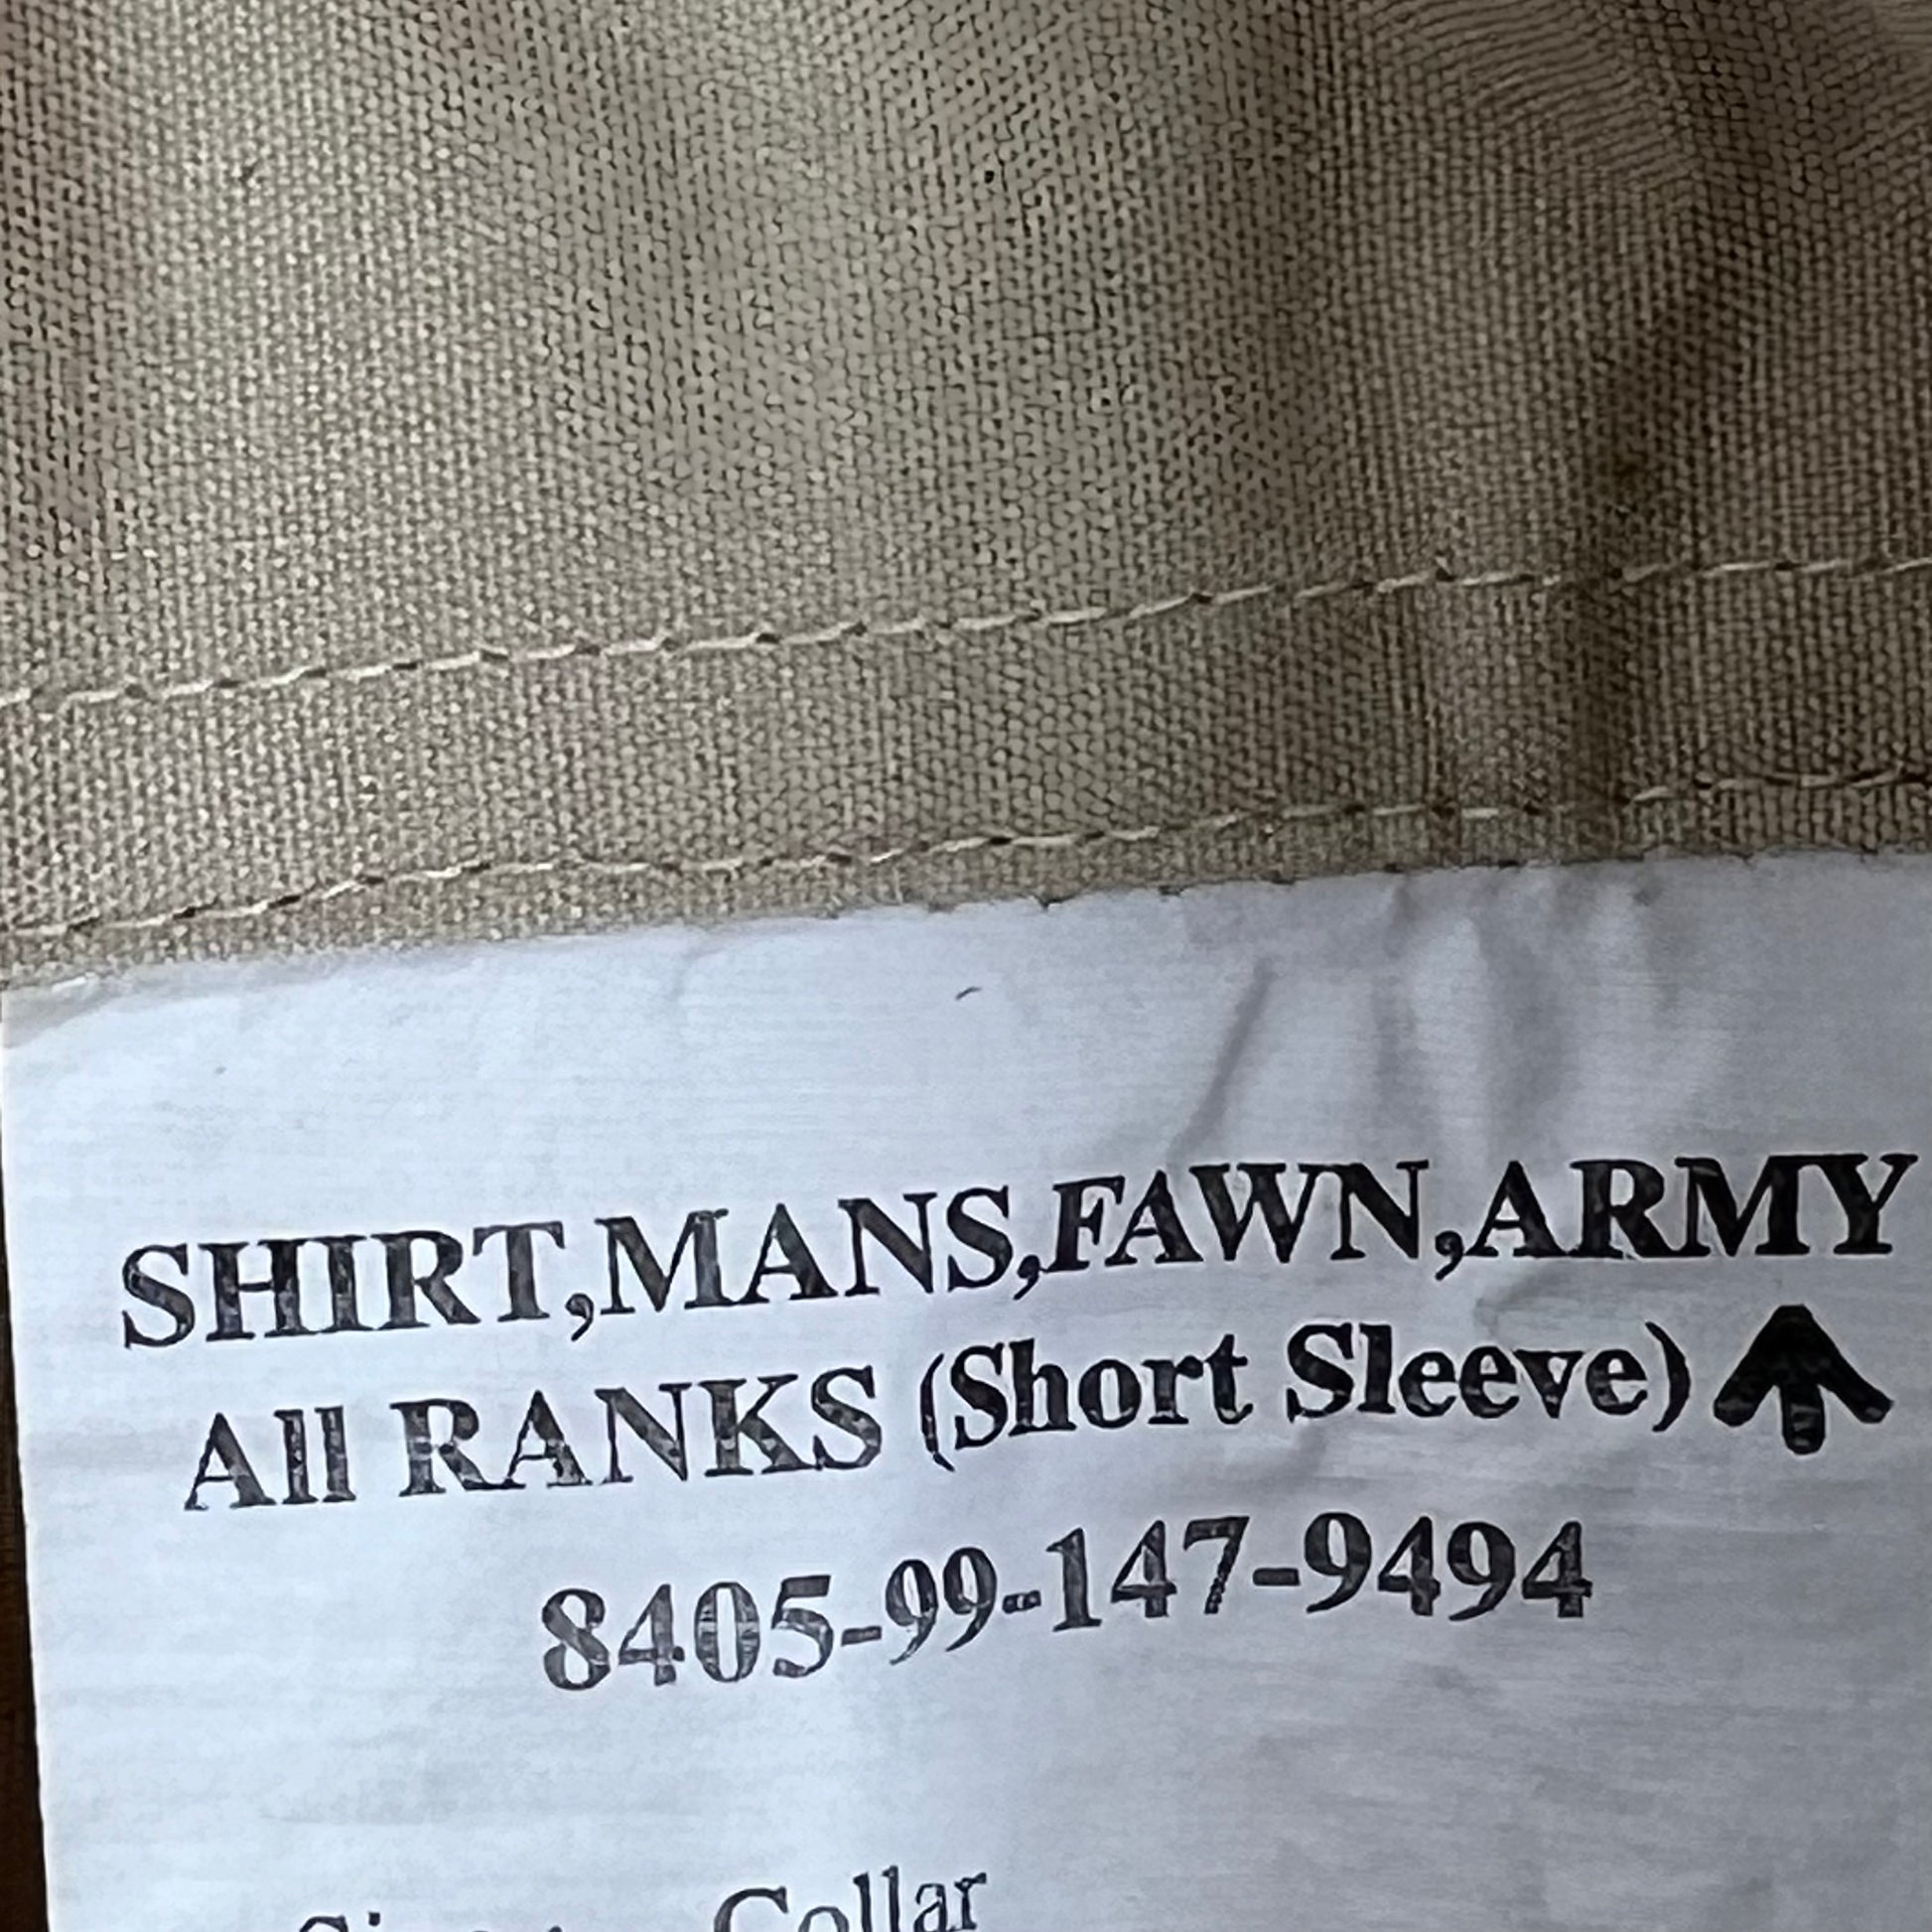 SHIRT,MANS,FAWN,ARMY
All RANKS (Short Sleeve)
8405-99-147-9494
Collar